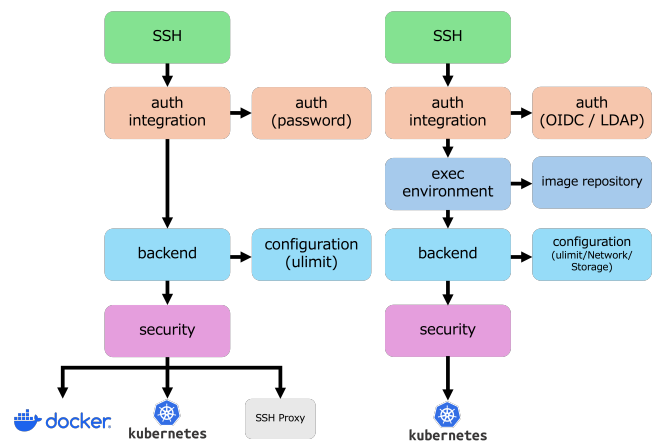 SSH
auth
integration
auth
(password)
backend
configuration
(ulimit)
security
docker.
kubernetes
SSH Proxy
SSH
auth
integration
auth
(OIDC / LDAP)
exec
environment
image repository
backend
configuration
(ulimit/Network/
Storage)
security
kubernetes